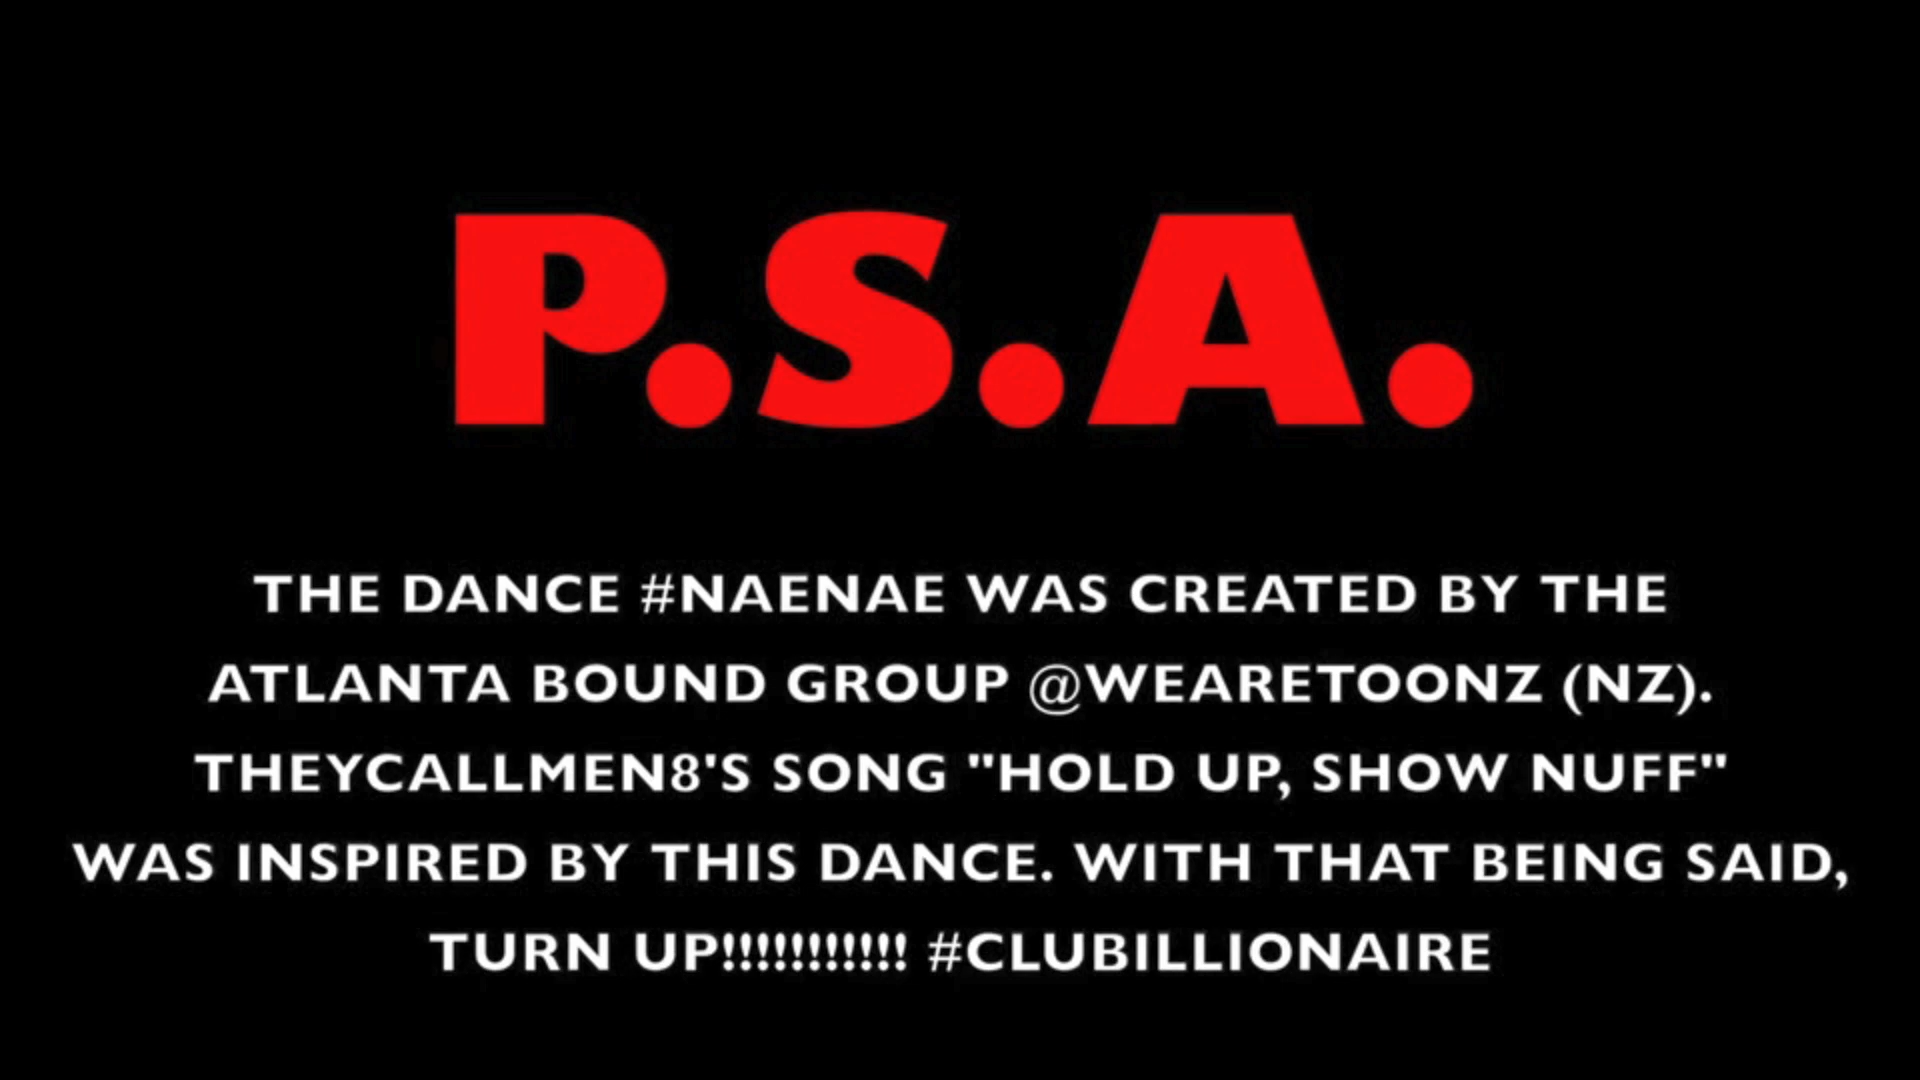 P.S.A.
THE DANCE #NAENAE WAS CREATED BY THE
ATLANTA BOUND GROUP @WEARETOONZ (NZ).
THEYCALLMEN8'S SONG "HOLD UP, SHOW NUFF"
WAS INSPIRED BY THIS DANCE. WITH THAT BEING SAID,
TURN UP!!!!!!!!!!! #CLUBILLIONAIRE